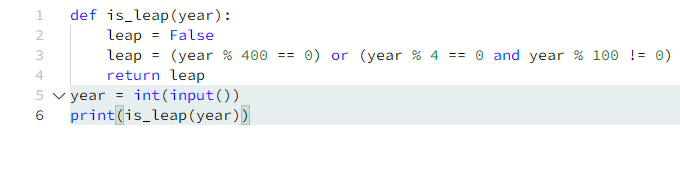 1 def is_leap(year):
2     leap = False
3     leap = (year % 400 == 0) or (year % 4 == 0 and year % 100 != 0)
4     return leap
5 year = int(input())
6 print(is_leap(year))